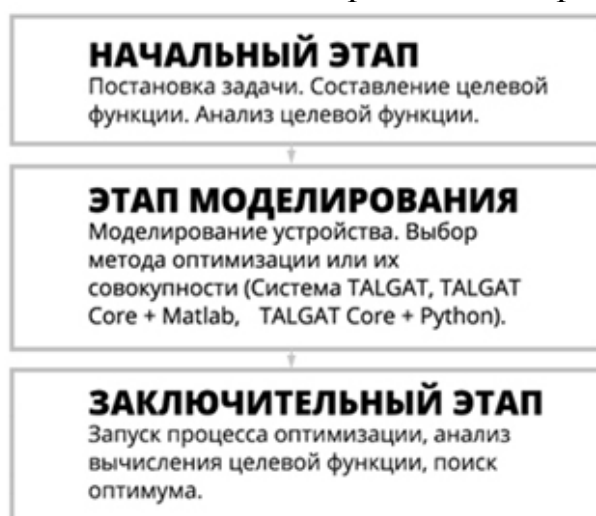 НАЧАЛЬНЫЙ ЭТАП
Постановка задачи. Составление целевой
функции. Анализ целевой функции.
ЭТАП МОДЕЛИРОВАНИЯ
Моделирование устройства. Выбор
метода оптимизации или их
совокупности (Система TALGAT, TALGAT
Core + Matlab, TALGAT Core + Python).
ЗАКЛЮЧИТЕЛЬНЫЙ ЭТАП
Запуск процесса оптимизации, анализ
вычисления целевой функции, поиск
оптимума.